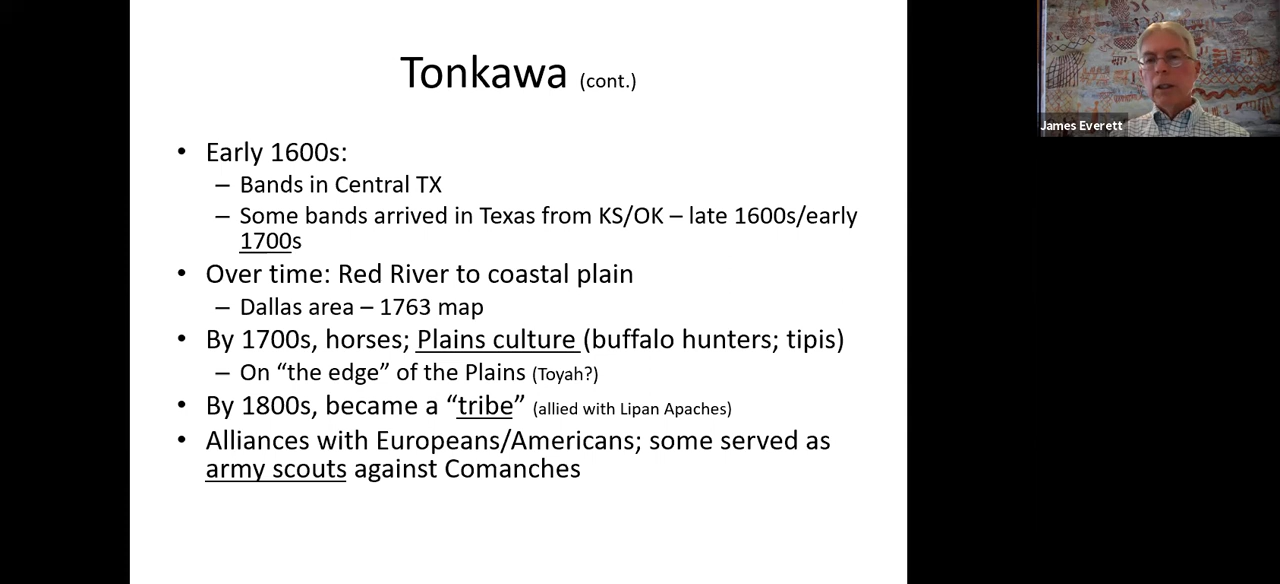 Tonkawa (cont.)
• Early 1600s:
– Bands in Central TX
– Some bands arrived in Texas from KS/OK – late 1600s/early
1700s
• Over time: Red River to coastal plain
– Dallas area – 1763 map
• By 1700s, horses; Plains culture (buffalo hunters; tipis)
– On “the edge” of the Plains (Toyah?)
• By 1800s, became a “tribe” (allied with Lipan Apaches)
• Alliances with Europeans/Americans; some served as
army scouts against Comanches
James Everett